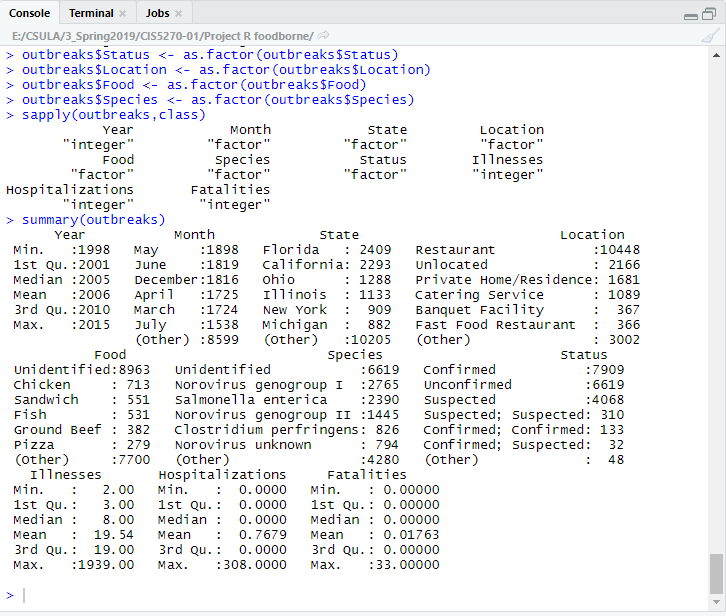 Console Terminal × Jobs ×
E:/CSULA/3_Spring2019/CIS5270-01/Project R foodborne/
> outbreaks$Status <- as.factor(outbreaks$Status)
> outbreaks$Location <- as.factor(outbreaks$Location)
> outbreaks$Food <- as.factor(outbreaks$Food)
> outbreaks$Species <- as.factor(outbreaks$Species)
> sapply(outbreaks,class)
Year Month State Location
"integer" "factor" "factor" "factor"
Food Species Status Illnesses
"factor" "factor" "factor" "integer"
Hospitalizations Fatalities
"integer" "integer"
> summary(outbreaks)
Year Month State Location
Min. :1998 May :1898 Florida : 2409 Restaurant :10448
1st Qu.:2001 June :1819 California: 2293 Unlocated : 2166
Median :2005 December:1816 Ohio : 1288 Private Home/Residence: 1681
Mean :2006 April :1725 Illinois : 1133 Catering Service : 1089
3rd Qu.:2010 March :1724 New York : 909 Banquet Facility : 367
Max. :2015 July :1538 Michigan : 882 Fast Food Restaurant : 366
(Other) :8599 (Other) :10205 (Other) : 3002
Food Species Status
Unidentified:8963 Unidentified :6619 Confirmed :7909
Chicken : 713 Norovirus genogroup I :2765 Unconfirmed :6619
Sandwich : 551 Salmonella enterica :2390 Suspected :4068
Fish : 531 Norovirus genogroup II :1445 Suspected; Suspected: 310
Ground Beef : 382 Clostridium perfringens: 826 Confirmed; Confirmed: 133
Pizza : 279 Norovirus unknown : 794 Confirmed; Suspected: 32
(Other) :7700 (Other) :4280 (Other) : 48
Illnesses Hospitalizations Fatalities
Min. : 2.00 Min. : 0.0000 Min. : 0.00000
1st Qu.: 3.00 1st Qu.: 0.0000 1st Qu.: 0.00000
Median : 8.00 Median : 0.0000 Median : 0.00000
Mean : 19.54 Mean : 0.7679 Mean : 0.01763
3rd Qu.: 19.00 3rd Qu.: 0.0000 3rd Qu.: 0.00000
Max. :1939.00 Max. :308.0000 Max. :33.00000
>